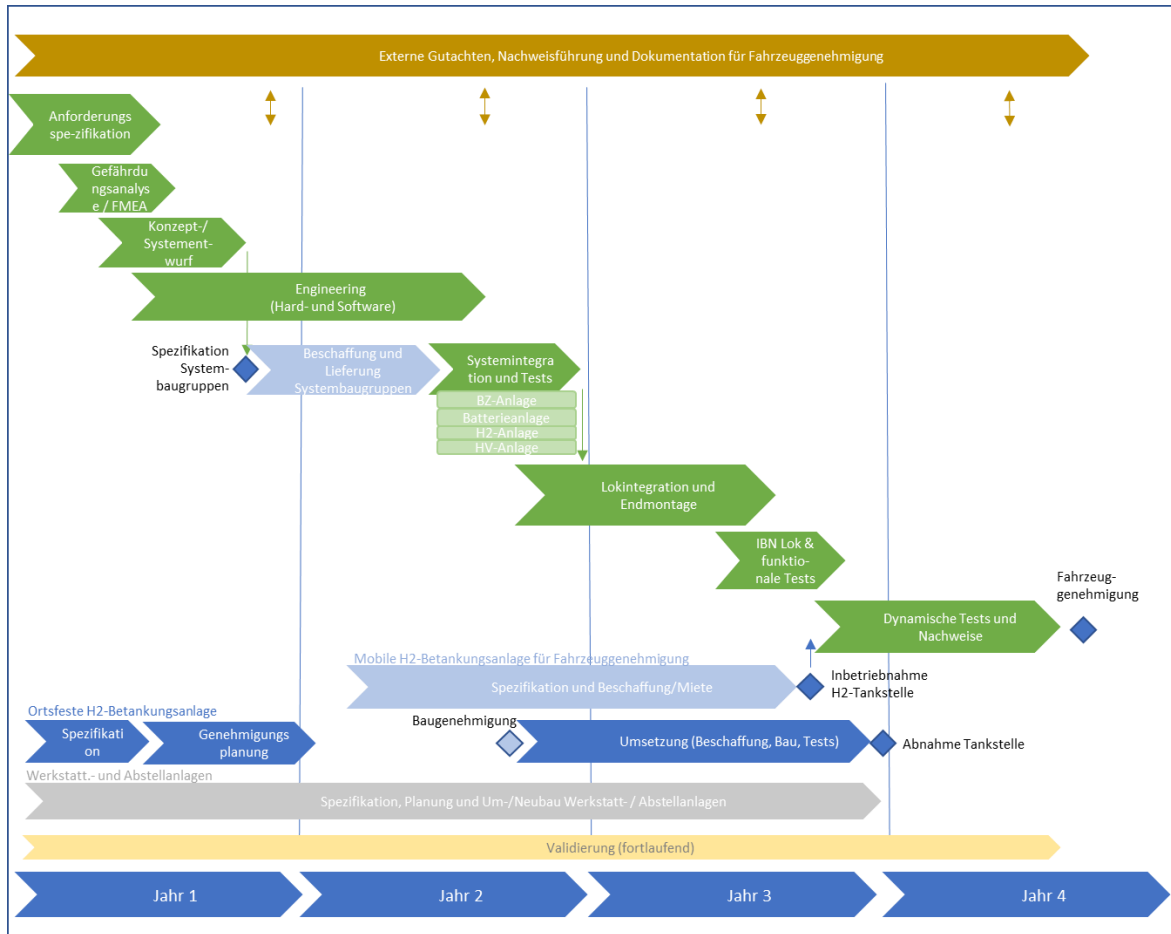 Externe Gutachten, Nachweisführung und Dokumentation für Fahrzeuggenehmigung
Anforderungs
spe-zifikation
Gefährdu
ngsanalys
e / FMEA
Konzept-/
Systement-
wurf
Engineering
(Hard- und Software)
Spezifikation
System-
baugruppen
Beschaffung und
Lieferung
Systembaugruppen
Systemintegra
tion und Tests
BZ-Anlage
Batterieanlage
H2-Anlage
HV-Anlage
Lokintegration und
Endmontage
IBN Lok &
funktio-
nale Tests
Fahrzeug-
genehmigung
Dynamische Tests und
Nachweise
Mobile H2-Betankungsanlage für Fahrzeuggenehmigung
Spezifikation und Beschaffung/Miete
Inbetriebnahme
H2-Tankstelle
Ortsfeste H2-Betankungsanlage
Spezifikati
on
Genehmigungs
planung
Baugenehmigung
Umsetzung (Beschaffung, Bau, Tests)
Abnahme Tankstelle
Werkstatt.- und Abstellanlagen
Spezifikation, Planung und Um-/Neubau Werkstatt- / Abstellanlagen
Validierung (fortlaufend)
Jahr 1
Jahr 2
Jahr 3
Jahr 4